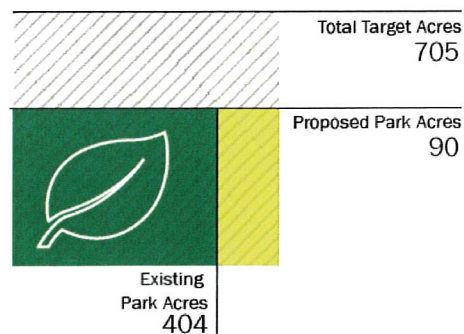 Total Target Acres
705
Proposed Park Acres
90
Existing
Park Acres
404